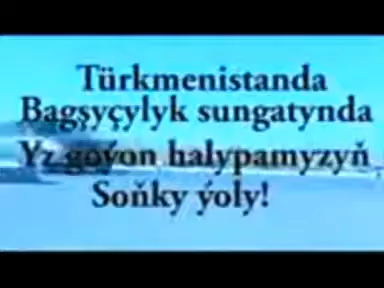 Türkmenistanda
Bagşyçylyk sungatynda
Yz goýon halypamyzyň
Soňky ýoly!